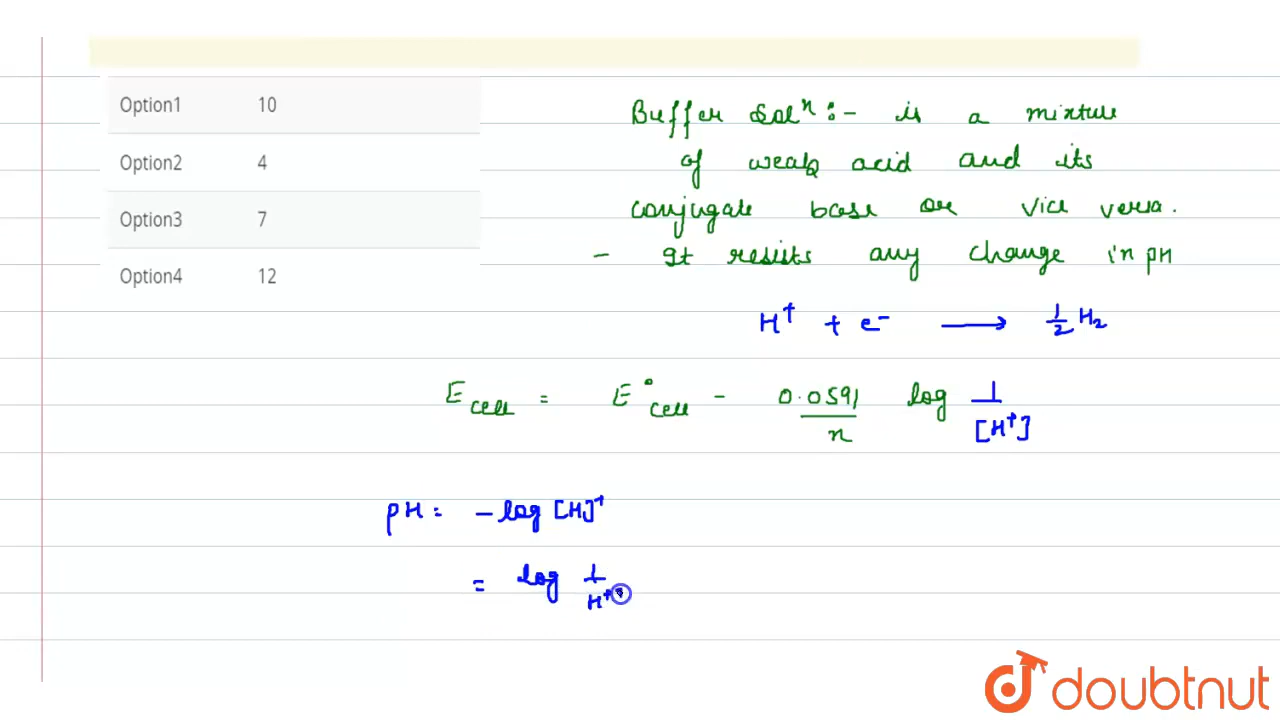 Option1 10
Option2 4
Option3 7
Option4 12
Buffer Solⁿ :- is a mixture
of weak acid and its
conjugate base or vice versa.
- It resists any change in pH
H⁺ + e⁻ ⟶ 1/2 H₂
E cell = E° cell - 0.0591/n log 1/[H⁺]
pH = - log [H]⁺
= log 1/H⁺
doubtnut